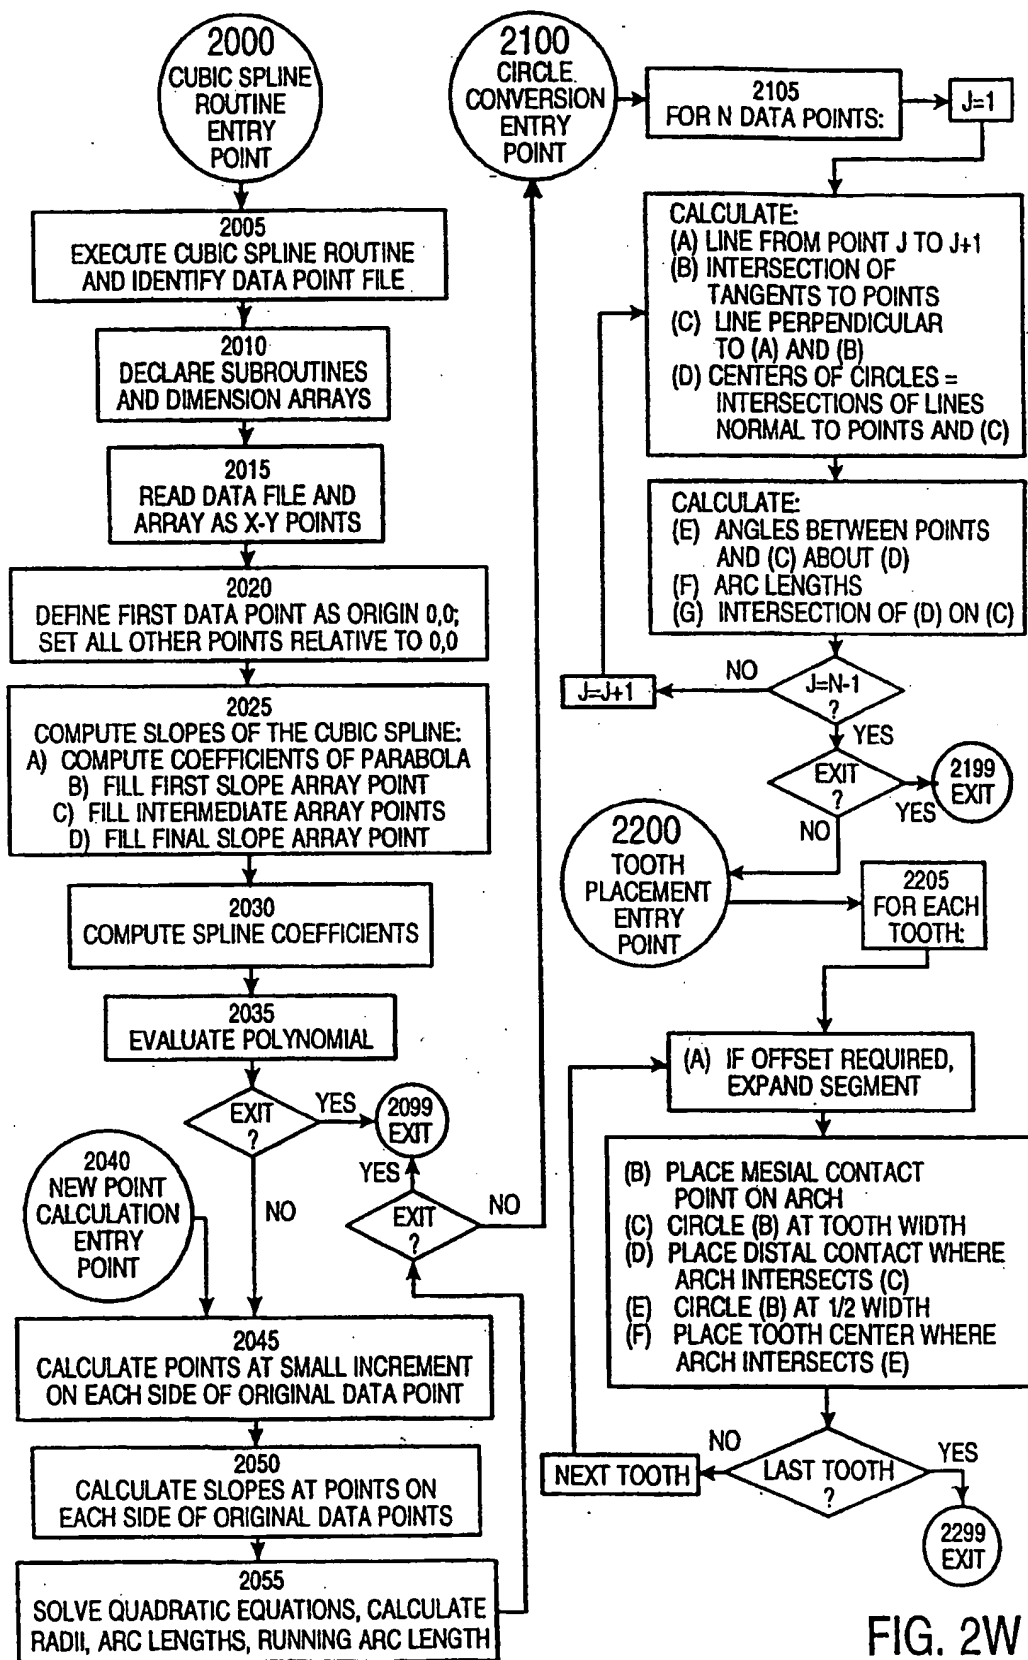 2000
CUBIC SPLINE
ROUTINE
ENTRY
POINT
2005
EXECUTE CUBIC SPLINE ROUTINE
AND IDENTIFY DATA POINT FILE
2010
DECLARE SUBROUTINES
AND DIMENSION ARRAYS
2015
READ DATA FILE AND
ARRAY AS X-Y POINTS
2020
DEFINE FIRST DATA POINT AS ORIGIN 0,0;
SET ALL OTHER POINTS RELATIVE TO 0,0
2025
COMPUTE SLOPES OF THE CUBIC SPLINE:
A) COMPUTE COEFFICIENTS OF PARABOLA
B) FILL FIRST SLOPE ARRAY POINT
C) FILL INTERMEDIATE ARRAY POINTS
D) FILL FINAL SLOPE ARRAY POINT
2030
COMPUTE SPLINE COEFFICIENTS
2035
EVALUATE POLYNOMIAL
EXIT
?
YES
2099
EXIT
NO
2040
NEW POINT
CALCULATION
ENTRY
POINT
YES
EXIT
?
NO
2045
CALCULATE POINTS AT SMALL INCREMENT
ON EACH SIDE OF ORIGINAL DATA POINT
2050
CALCULATE SLOPES AT POINTS ON
EACH SIDE OF ORIGINAL DATA POINTS
2055
SOLVE QUADRATIC EQUATIONS, CALCULATE
RADII, ARC LENGTHS, RUNNING ARC LENGTH
2100
CIRCLE
CONVERSION
ENTRY
POINT
2105
FOR N DATA POINTS:
J=1
CALCULATE:
(A) LINE FROM POINT J TO J+1
(B) INTERSECTION OF
TANGENTS TO POINTS
(C) LINE PERPENDICULAR
TO (A) AND (B)
(D) CENTERS OF CIRCLES =
INTERSECTIONS OF LINES
NORMAL TO POINTS AND (C)
CALCULATE:
(E) ANGLES BETWEEN POINTS
AND (C) ABOUT (D)
(F) ARC LENGTHS
(G) INTERSECTION OF (D) ON (C)
J=N-1
?
NO
J=J+1
YES
EXIT
?
YES
2199
EXIT
NO
2200
TOOTH
PLACEMENT
ENTRY
POINT
2205
FOR EACH
TOOTH:
(A) IF OFFSET REQUIRED,
EXPAND SEGMENT
(B) PLACE MESIAL CONTACT
POINT ON ARCH
(C) CIRCLE (B) AT TOOTH WIDTH
(D) PLACE DISTAL CONTACT WHERE
ARCH INTERSECTS (C)
(E) CIRCLE (B) AT 1/2 WIDTH
(F) PLACE TOOTH CENTER WHERE
ARCH INTERSECTS (E)
LAST TOOTH
?
NO
NEXT TOOTH
YES
2299
EXIT
FIG. 2W